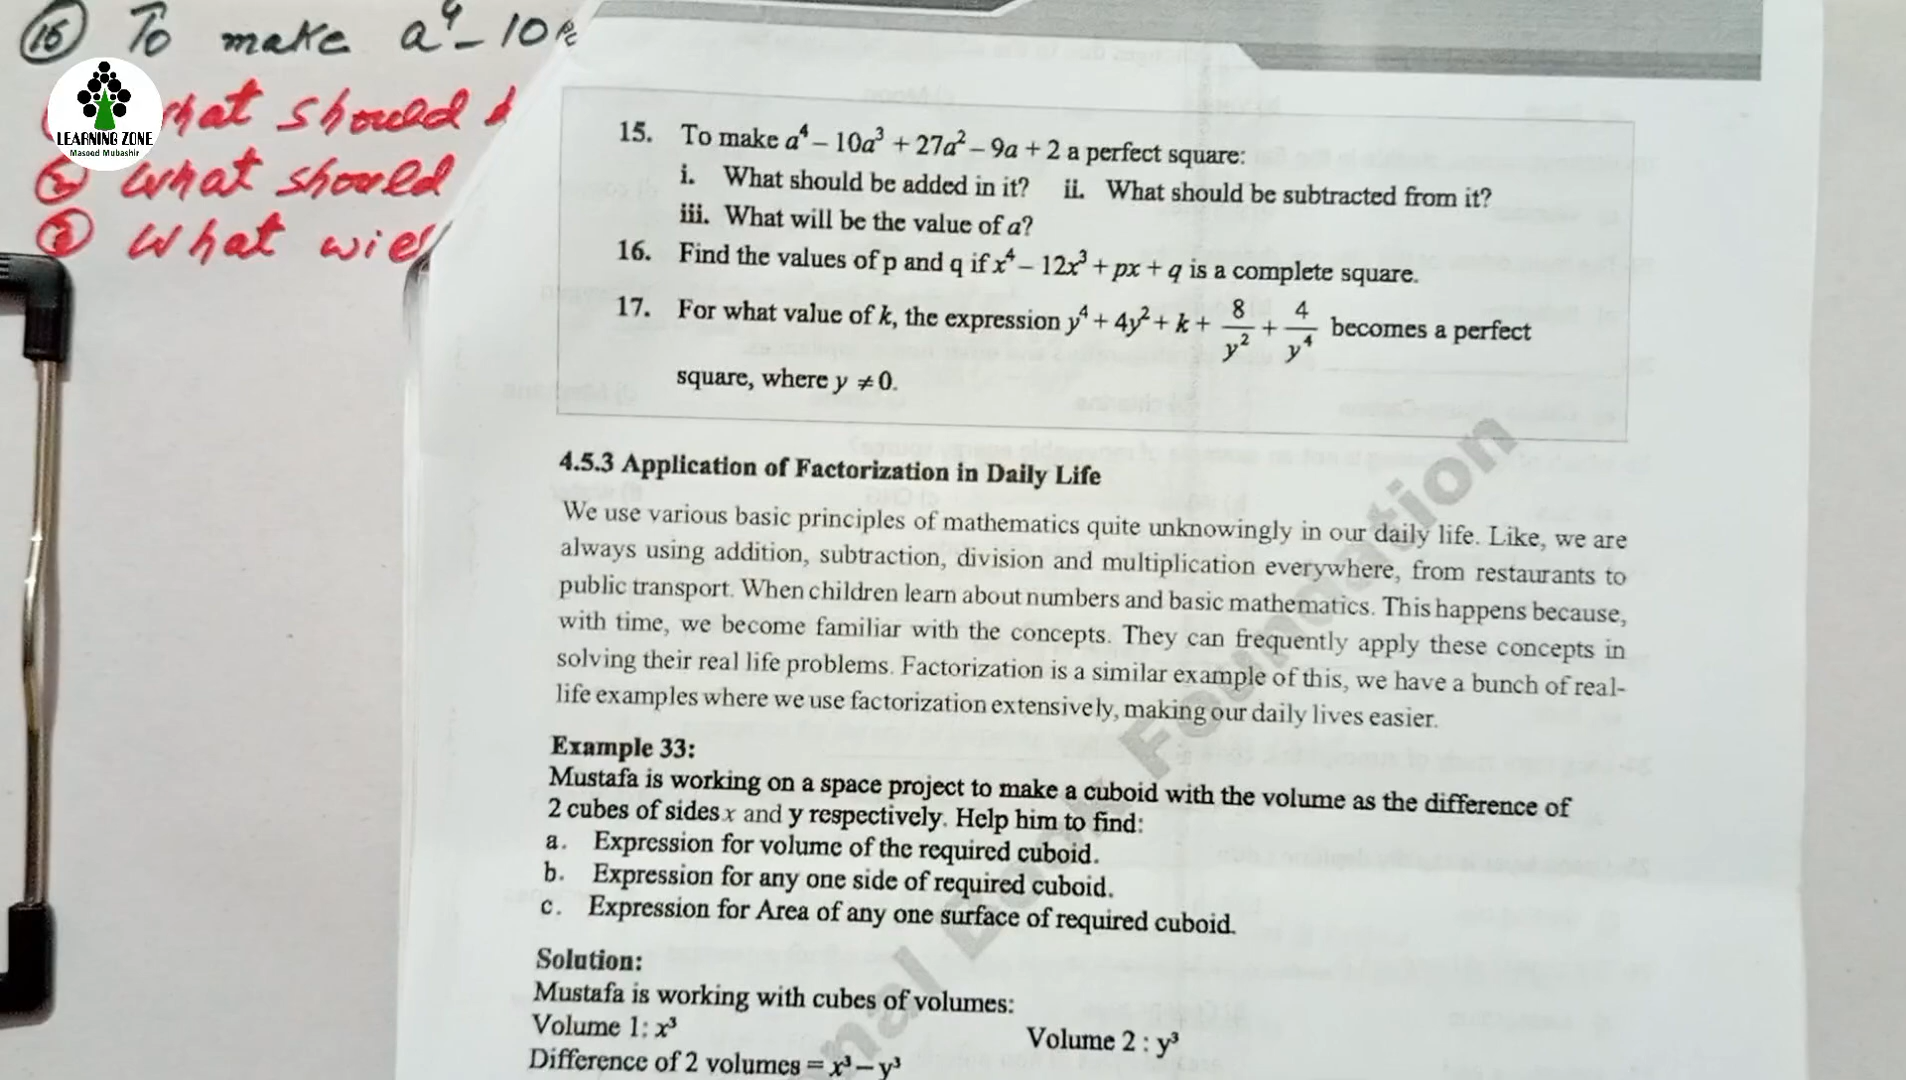 15 To make a⁴ - 10
LEARNING ZONE
Masood Mubashir
What should
2 What should
What
15. To make a⁴ – 10a³ + 27a² – 9a + 2 a perfect square:
i. What should be added in it? ii. What should be subtracted from it?
iii. What will be the value of a?
16. Find the values of p and q if x⁴ – 12x³ + px + q is a complete square.
17. For what value of k, the expression y⁴ + 4y² + k + 8/y² + 4/y⁴ becomes a perfect
square, where y ≠ 0.
4.5.3 Application of Factorization in Daily Life
We use various basic principles of mathematics quite unknowingly in our daily life. Like, we are
always using addition, subtraction, division and multiplication everywhere, from restaurants to
public transport. When children learn about numbers and basic mathematics. This happens because,
with time, we become familiar with the concepts. They can frequently apply these concepts in
solving their real life problems. Factorization is a similar example of this, we have a bunch of real-
life examples where we use factorization extensively, making our daily lives easier.
Example 33:
Mustafa is working on a space project to make a cuboid with the volume as the difference of
2 cubes of sides x and y respectively. Help him to find:
a. Expression for volume of the required cuboid.
b. Expression for any one side of required cuboid.
c. Expression for Area of any one surface of required cuboid.
Solution:
Mustafa is working with cubes of volumes:
Volume 1: x³ Volume 2 : y³
Difference of 2 volumes = x³ – y³
nal Book Foundation